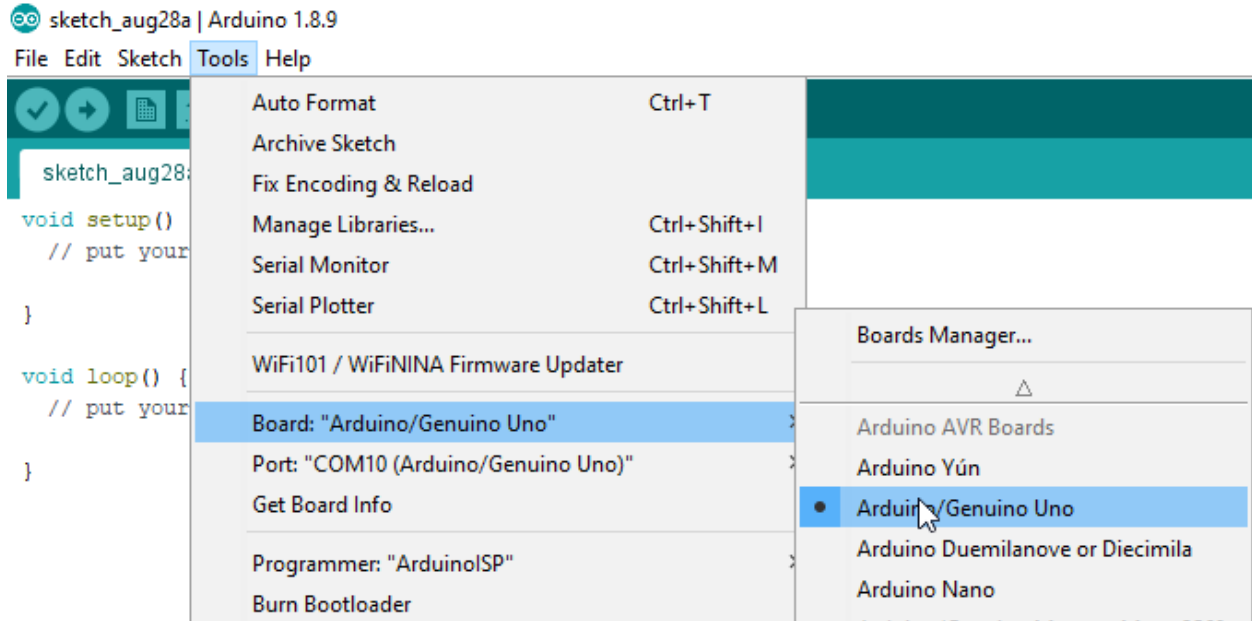 sketch_aug28a | Arduino 1.8.9
File Edit Sketch Tools Help
sketch_aug28a
void setup()
// put your
}
void loop() {
// put your
}
Auto Format Ctrl+T
Archive Sketch
Fix Encoding & Reload
Manage Libraries... Ctrl+Shift+I
Serial Monitor Ctrl+Shift+M
Serial Plotter Ctrl+Shift+L
WiFi101 / WiFiNINA Firmware Updater
Board: "Arduino/Genuino Uno"
Port: "COM10 (Arduino/Genuino Uno)"
Get Board Info
Programmer: "ArduinoISP"
Burn Bootloader
Boards Manager...
Arduino AVR Boards
Arduino Yún
Arduino/Genuino Uno
Arduino Duemilanove or Diecimila
Arduino Nano